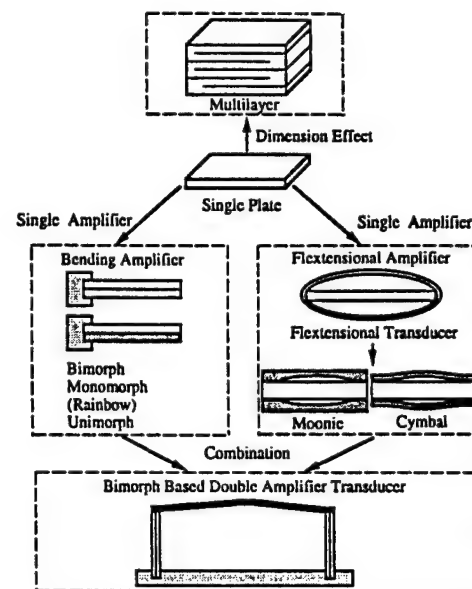 Multilayer
Dimension Effect
Single Plate
Single Amplifier
Single Amplifier
Bending Amplifier
Bimorph
Monomorph
(Rainbow)
Unimorph
Flextensional Amplifier
Flextensional Transducer
Moonie
Cymbal
Combination
Bimorph Based Double Amplifier Transducer